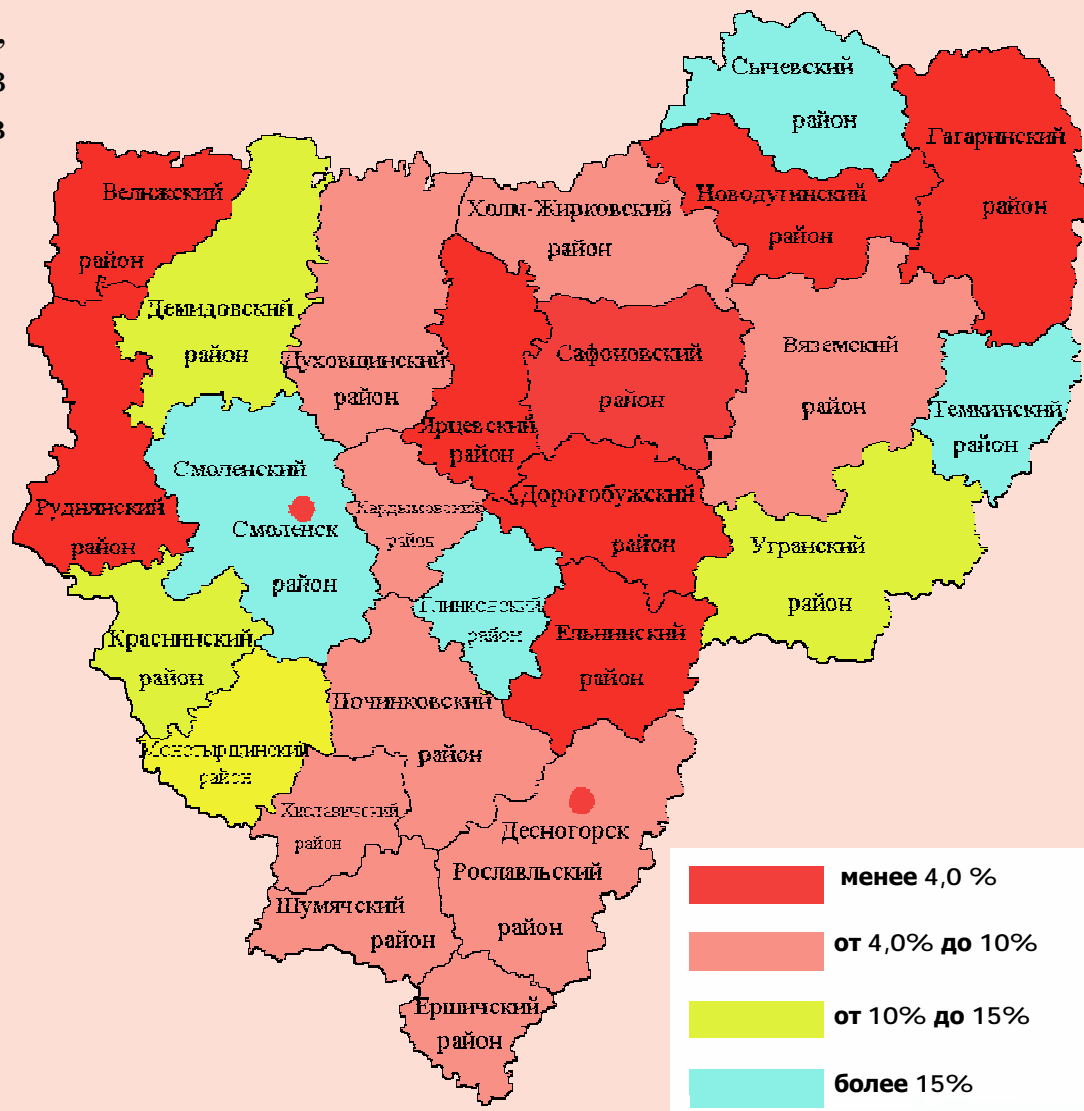 ,
в
в
Сычевский
район
Гагаринский
район
Велижский
район
Холм-Жирковский
район
Новодугинский
район
Демидовский
район
Духовщинский
район
Сафоновский
район
Вяземский
район
Темкинский
район
Ярцевский
район
Смоленский
Смоленск
район
Руднянский
район
Кардымовский
район
Дорогобужский
район
Угранский
район
Глинковский
район
Ельнинский
район
Краснинский
район
Починковский
район
Монастырщинский
район
Хиславичский
район
Десногорск
Рославльский
район
Шумячский
район
Ершичский
район
менее 4,0 %
от 4,0% до 10%
от 10% до 15%
более 15%